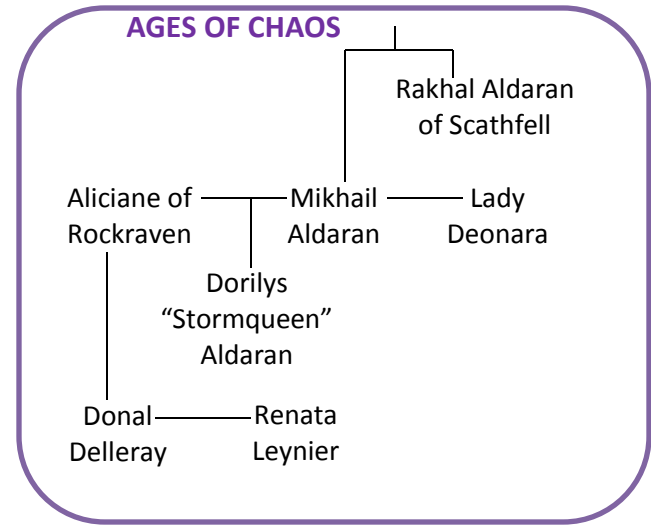 AGES OF CHAOS
Rakhal Aldaran
of Scathfell
Aliciane of
Rockraven
Mikhail
Aldaran
Lady
Deonara
Dorilys
“Stormqueen”
Aldaran
Donal
Delleray
Renata
Leynier